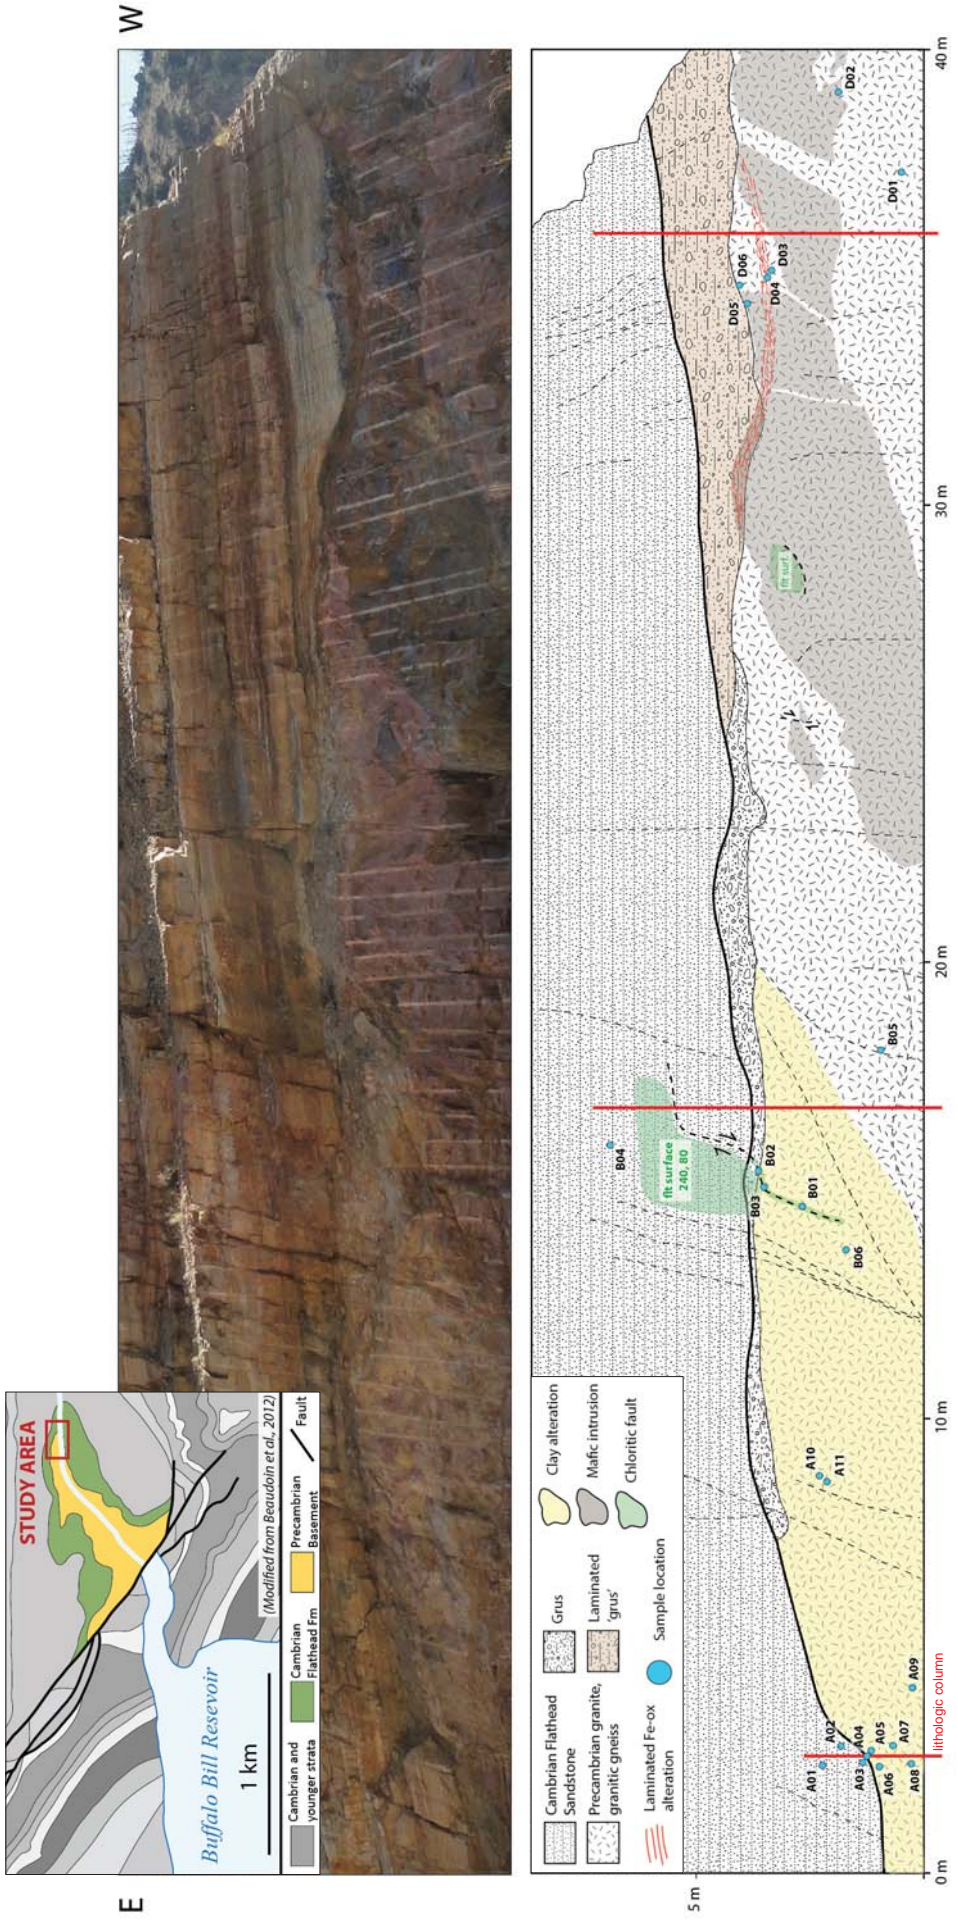 E
W
STUDY AREA
Buffalo Bill Resevoir
1 km
(Modified from Beaudoin et al., 2012)
Cambrian and
younger strata
Cambrian
Flathead Fm
Precambrian
Basement
Fault
Cambrian Flathead
Sandstone
Precambrian granite,
granitic gneiss
Laminated Fe-ox
alteration
Grus
Laminated
'grus'
Sample location
Clay alteration
Mafic intrusion
Chloritic fault
5 m
A01
A02
A03
A04
A05
A06
A07
A08
A09
A10
A11
B04
flt surface
240, 80
B03
B02
B01
B06
B05
flt surf.
D05
D06
D04
D03
D01
D02
0 m
lithologic column
10 m
20 m
30 m
40 m